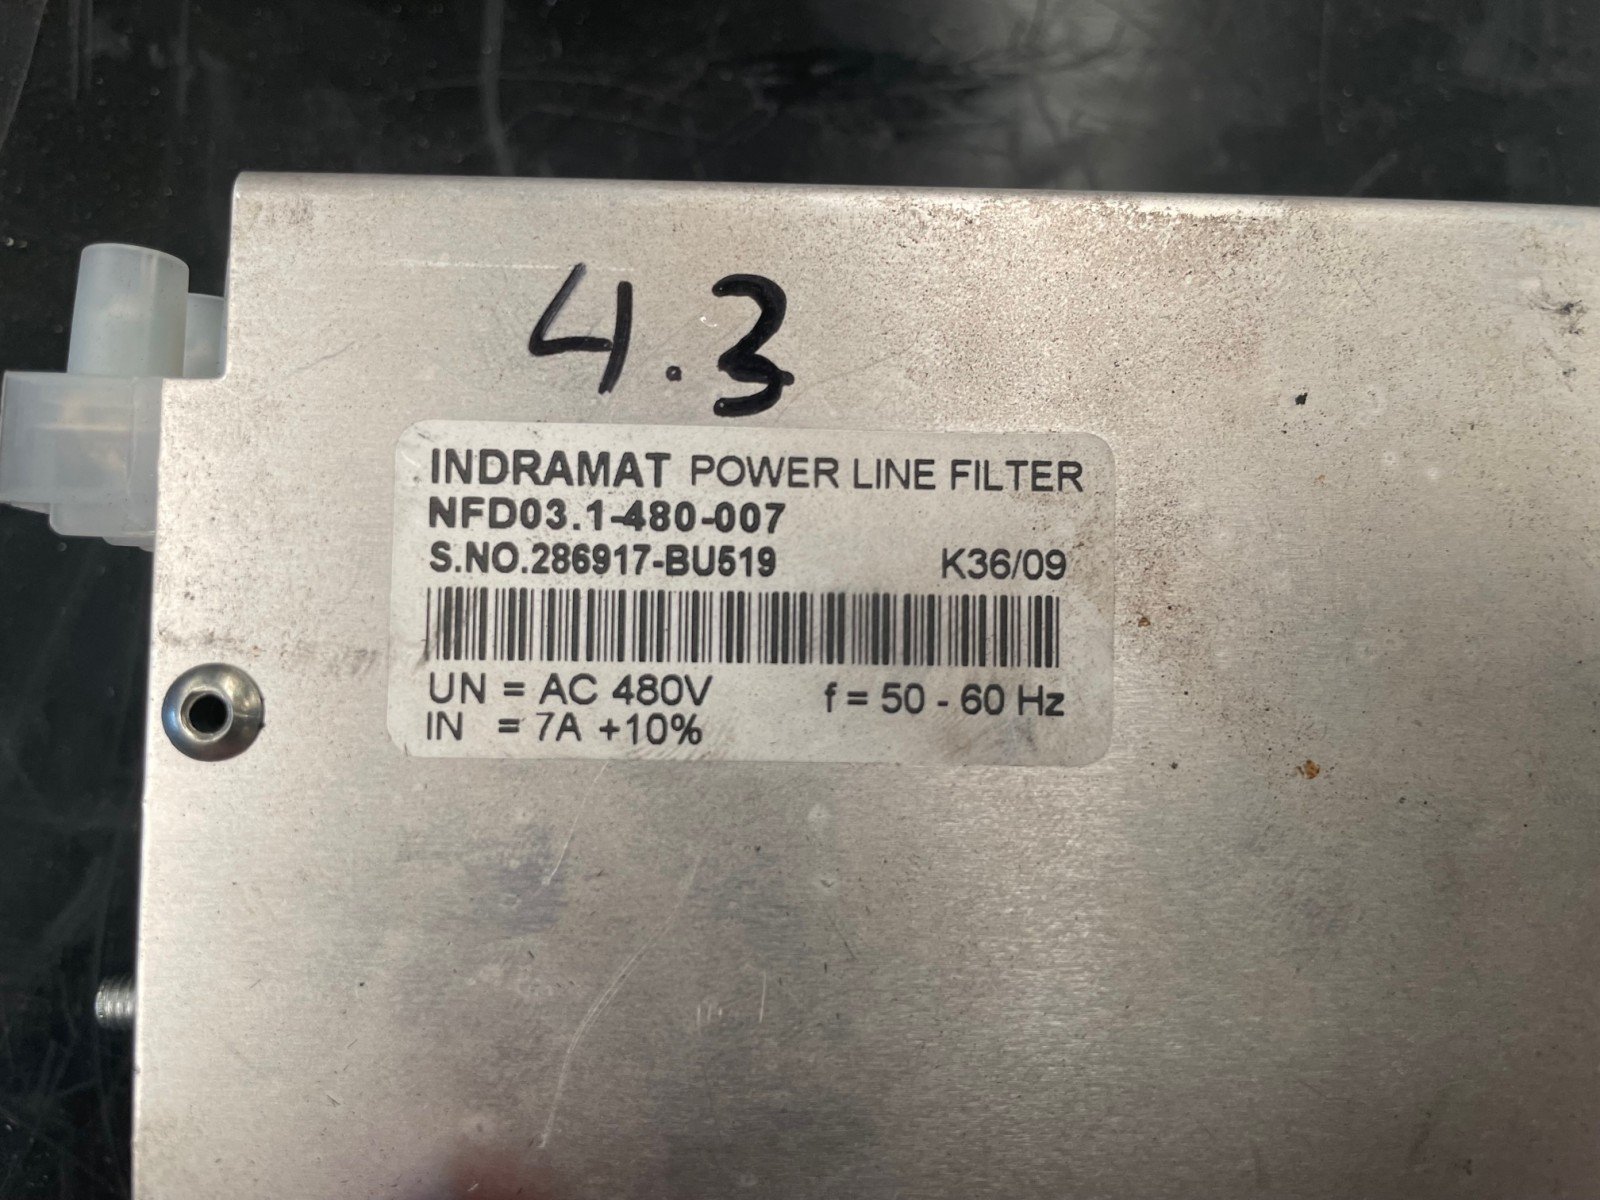 4.3
INDRAMAT POWER LINE FILTER
NFD03.1-480-007
S.NO.286917-BU519 K36/09
UN = AC 480V f = 50 - 60 Hz
IN = 7A +10%